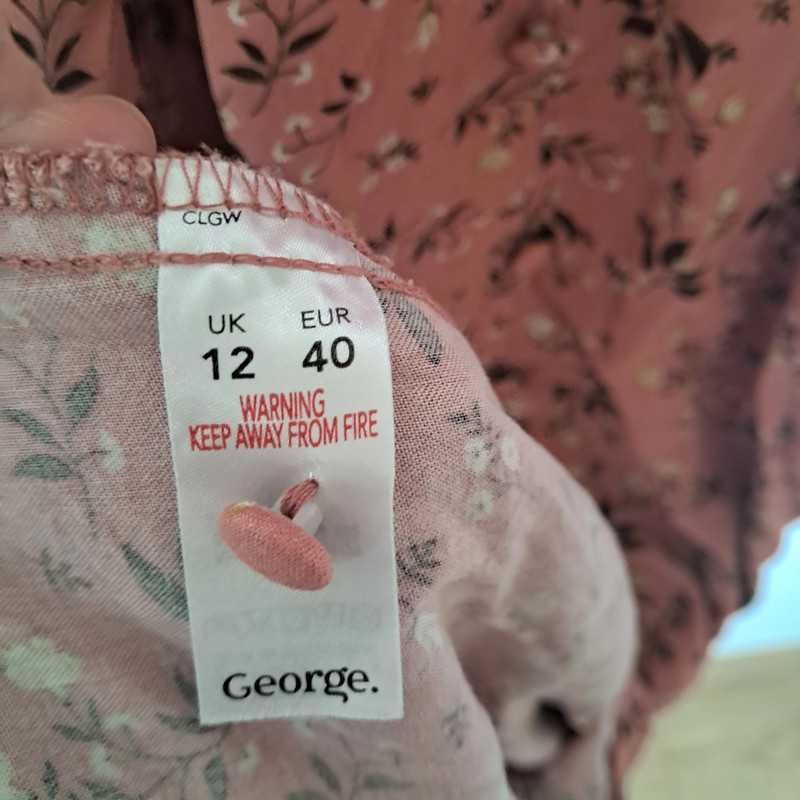 CLGW
UK EUR
12 40
WARNING
KEEP AWAY FROM FIRE
George.